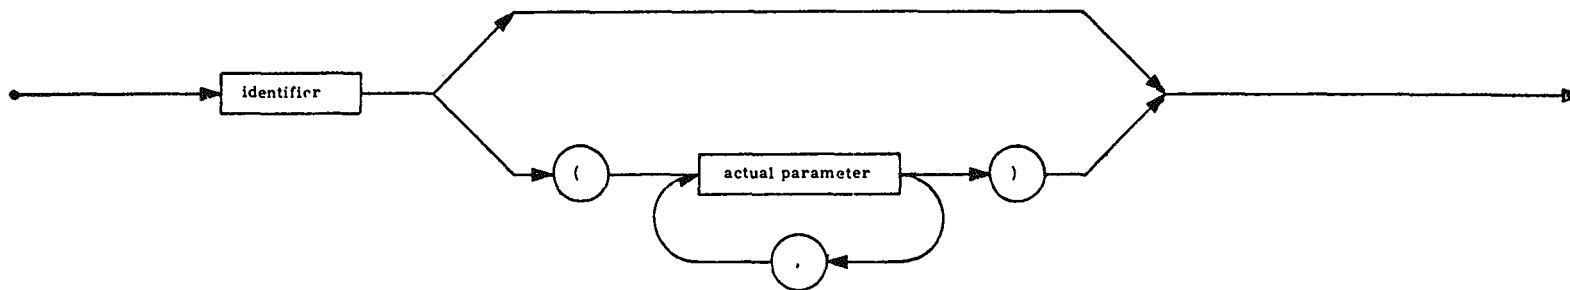 identifier
( actual parameter )
,